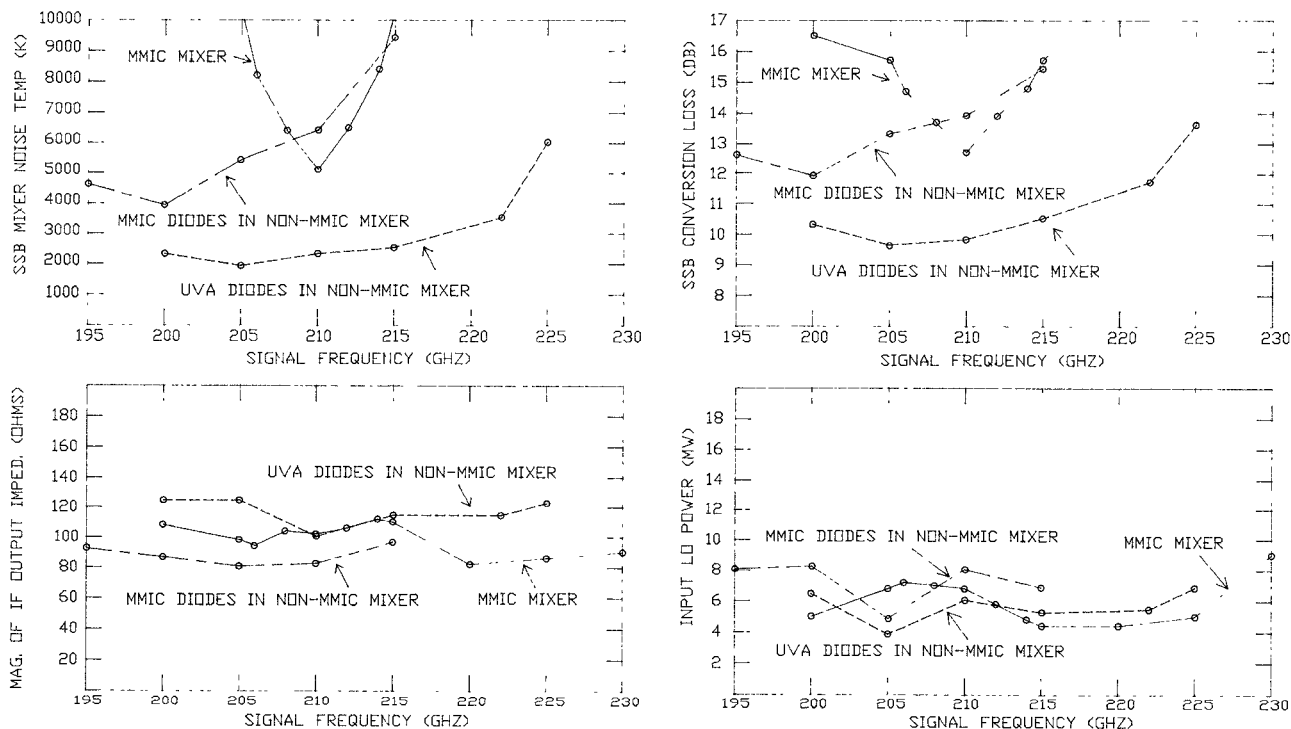 SSB MIXER NOISE TEMP (K)
10000
9000
8000
7000
6000
5000
4000
3000
2000
1000
MMIC MIXER
MMIC DIODES IN NON-MMIC MIXER
UVA DIODES IN NON-MMIC MIXER
195 200 205 210 215 220 225 230
SIGNAL FREQUENCY (GHZ)
SSB CONVERSION LOSS (DB)
17
16
15
14
13
12
11
10
9
8
7
MMIC MIXER
MMIC DIODES IN NON-MMIC MIXER
UVA DIODES IN NON-MMIC MIXER
195 200 205 210 215 220 225 230
SIGNAL FREQUENCY (GHZ)
MAG. OF IF OUTPUT IMPED. (OHMS)
180
160
140
120
100
80
60
40
20
UVA DIODES IN NON-MMIC MIXER
MMIC DIODES IN NON-MMIC MIXER
MMIC MIXER
195 200 205 210 215 220 225 230
SIGNAL FREQUENCY (GHZ)
INPUT LO POWER (MW)
18
16
14
12
10
8
6
4
2
MMIC DIODES IN NON-MMIC MIXER
MMIC MIXER
UVA DIODES IN NON-MMIC MIXER
195 200 205 210 215 220 225 230
SIGNAL FREQUENCY (GHZ)